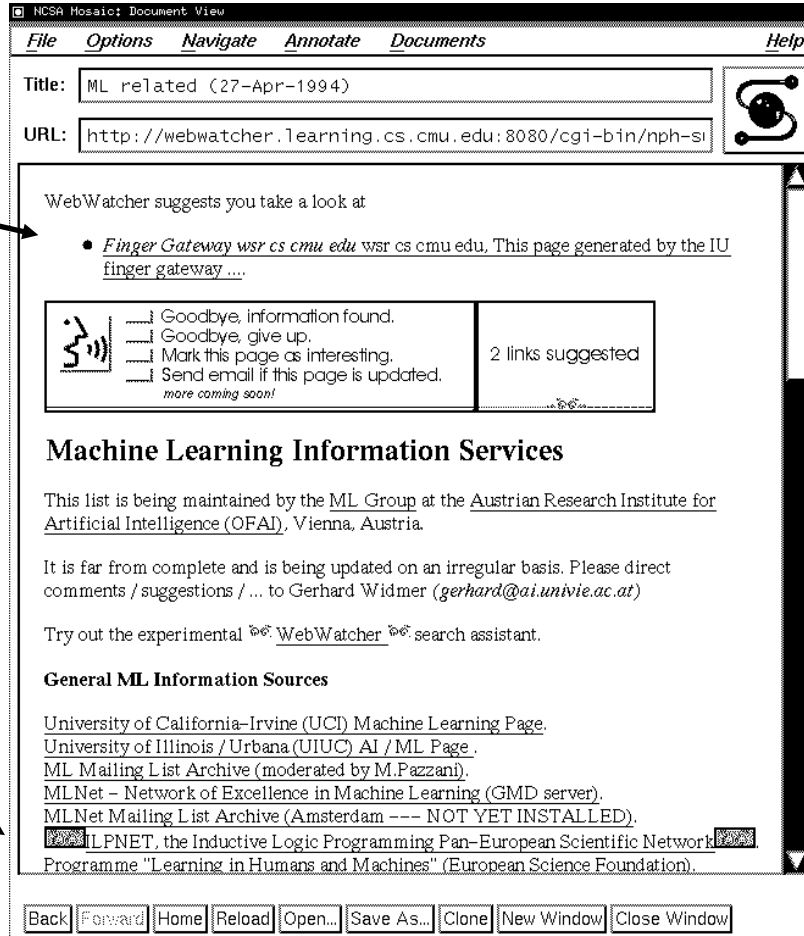 NCSA Mosaic: Document View
File Options Navigate Annotate Documents Help
Title: ML related (27-Apr-1994)
URL: http://webwatcher.learning.cs.cmu.edu:8080/cgi-bin/nph-su
WebWatcher suggests you take a look at
● Finger Gateway wsr cs cmu edu wsr cs cmu edu, This page generated by the IU
finger gateway ....
Goodbye, information found.
Goodbye, give up.
Mark this page as interesting.
Send email if this page is updated.
more coming soon!
2 links suggested
Machine Learning Information Services
This list is being maintained by the ML Group at the Austrian Research Institute for
Artificial Intelligence (OFAI), Vienna, Austria.
It is far from complete and is being updated on an irregular basis. Please direct
comments / suggestions / ... to Gerhard Widmer (gerhard@ai.univie.ac.at)
Try out the experimental WebWatcher search assistant.
General ML Information Sources
University of California-Irvine (UCI) Machine Learning Page.
University of Illinois / Urbana (UIUC) AI / ML Page .
ML Mailing List Archive (moderated by M.Pazzani).
MLNet - Network of Excellence in Machine Learning (GMD server).
MLNet Mailing List Archive (Amsterdam --- NOT YET INSTALLED).
ILPNET, the Inductive Logic Programming Pan-European Scientific Network.
Programme "Learning in Humans and Machines" (European Science Foundation).
Back Forward Home Reload Open... Save As... Clone New Window Close Window